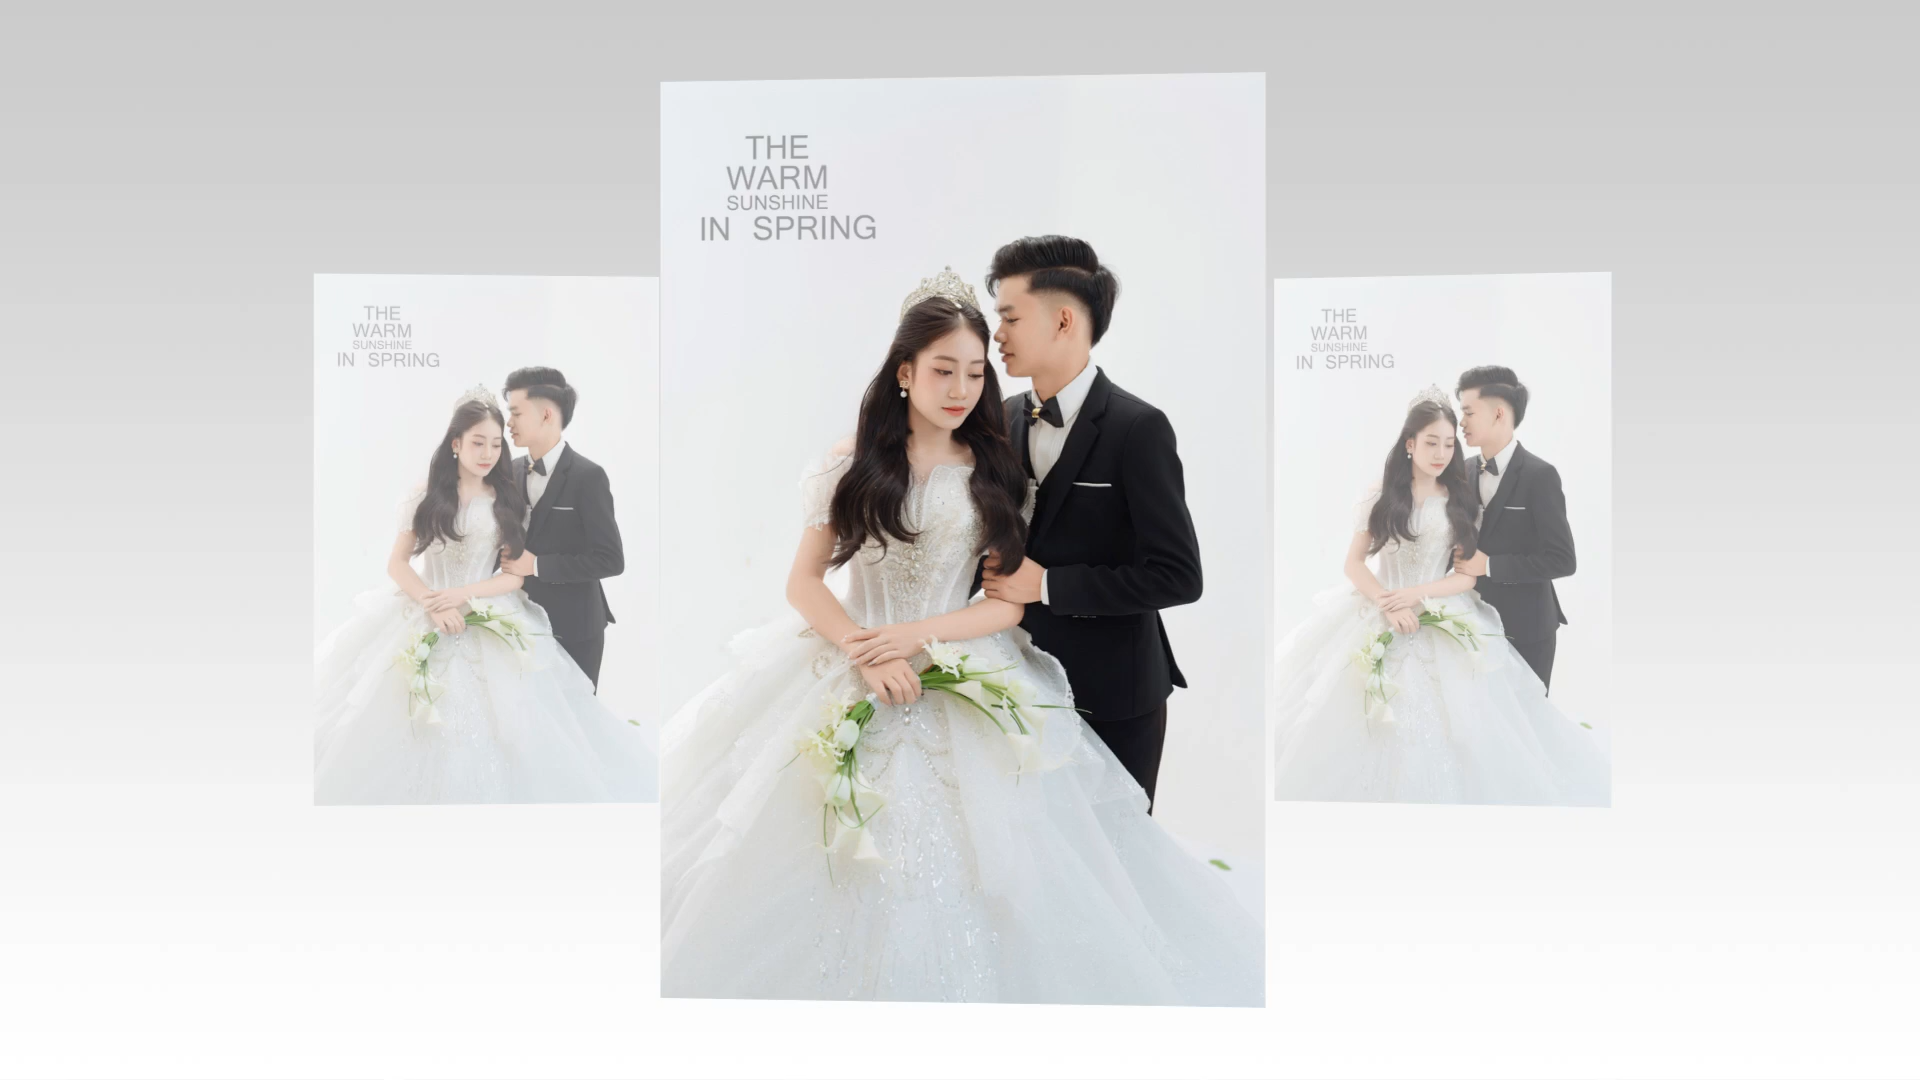 THE
WARM
SUNSHINE
IN SPRING
THE
WARM
SUNSHINE
IN SPRING
THE
WARM
SUNSHINE
IN SPRING